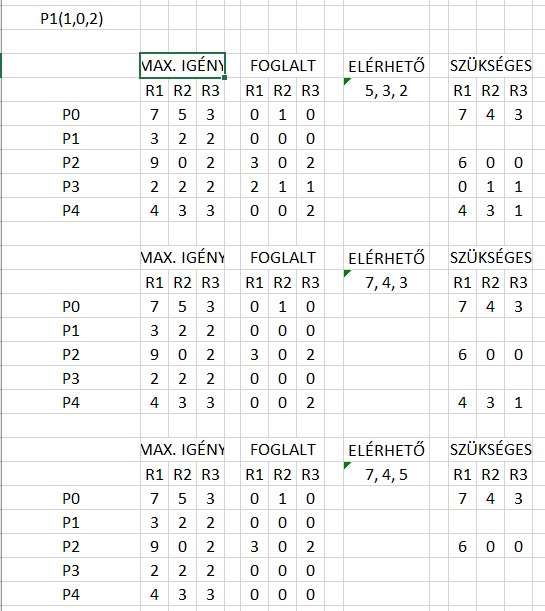 P1(1,0,2)
MAX. IGÉNY FOGLALT ELÉRHETŐ SZÜKSÉGES
R1 R2 R3 R1 R2 R3 5, 3, 2 R1 R2 R3
P0 7 5 3 0 1 0 7 4 3
P1 3 2 2 0 0 0
P2 9 0 2 3 0 2 6 0 0
P3 2 2 2 2 1 1 0 1 1
P4 4 3 3 0 0 2 4 3 1
MAX. IGÉNY FOGLALT ELÉRHETŐ SZÜKSÉGES
R1 R2 R3 R1 R2 R3 7, 4, 3 R1 R2 R3
P0 7 5 3 0 1 0 7 4 3
P1 3 2 2 0 0 0
P2 9 0 2 3 0 2 6 0 0
P3 2 2 2 0 0 0
P4 4 3 3 0 0 2 4 3 1
MAX. IGÉNY FOGLALT ELÉRHETŐ SZÜKSÉGES
R1 R2 R3 R1 R2 R3 7, 4, 5 R1 R2 R3
P0 7 5 3 0 1 0 7 4 3
P1 3 2 2 0 0 0
P2 9 0 2 3 0 2 6 0 0
P3 2 2 2 0 0 0
P4 4 3 3 0 0 0